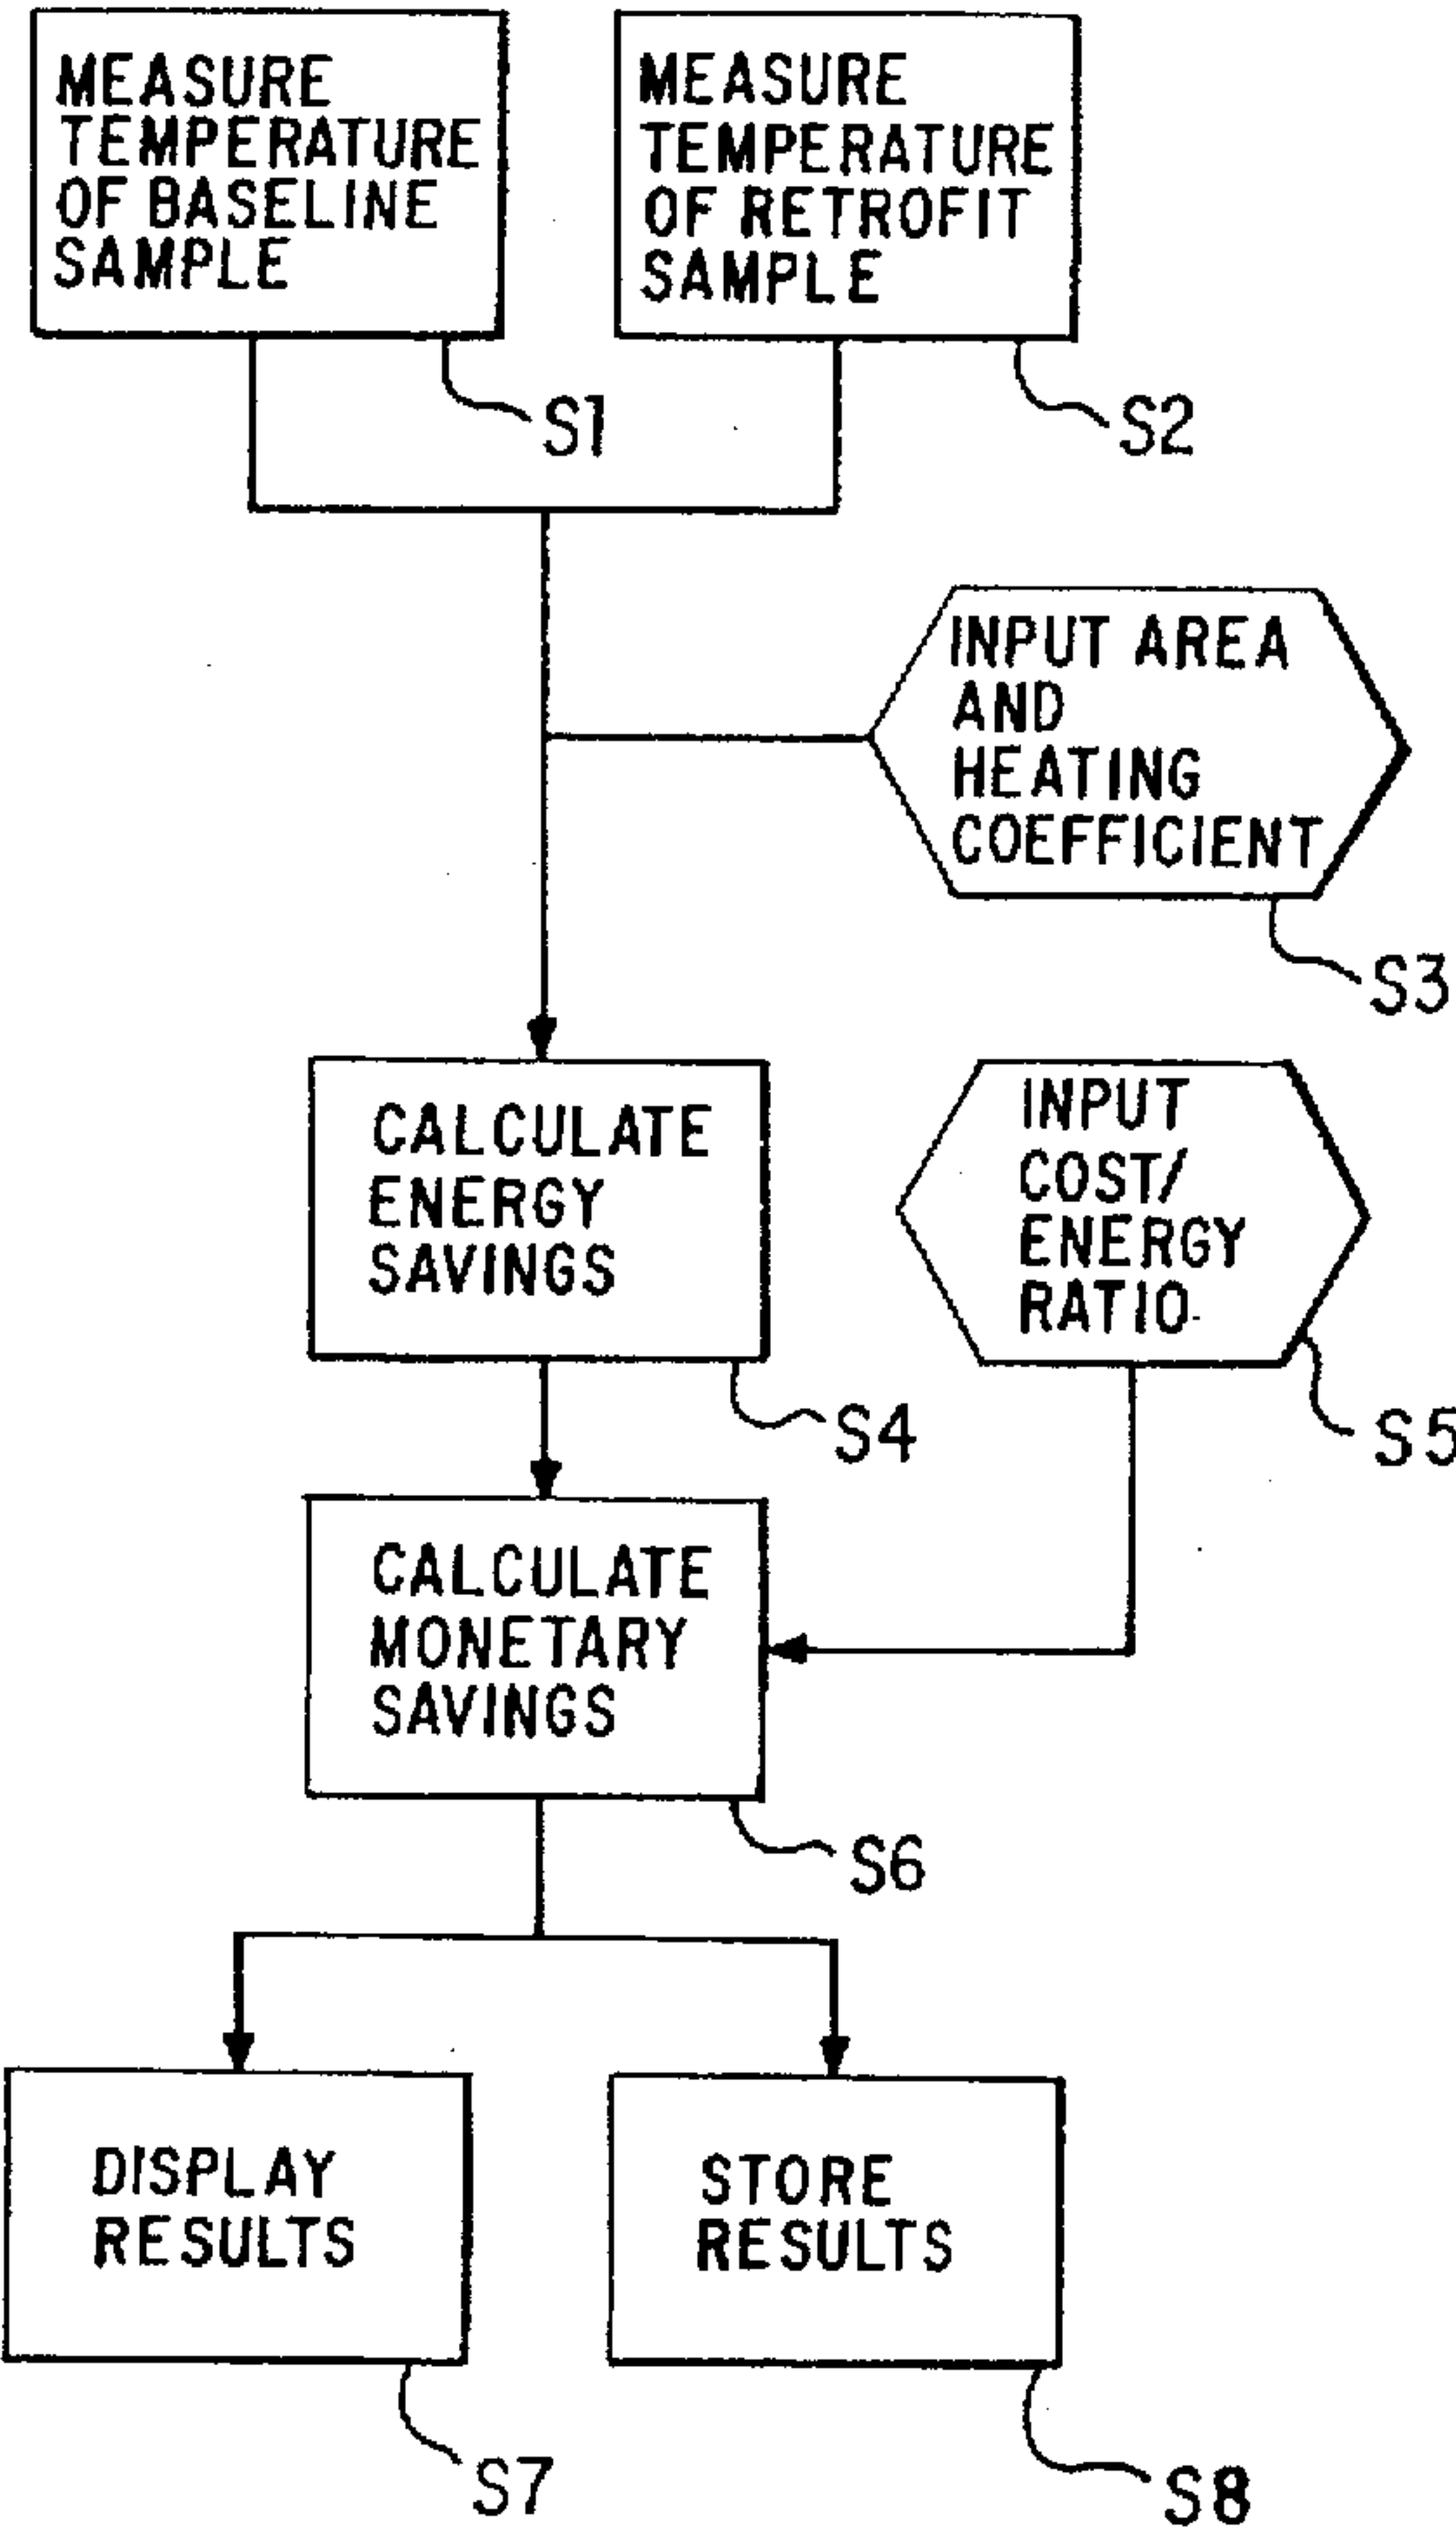 MEASURE
TEMPERATURE
OF BASELINE
SAMPLE
MEASURE
TEMPERATURE
OF RETROFIT
SAMPLE
S1
S2
INPUT AREA
AND
HEATING
COEFFICIENT
S3
CALCULATE
ENERGY
SAVINGS
S4
INPUT
COST/
ENERGY
RATIO
S5
CALCULATE
MONETARY
SAVINGS
S6
DISPLAY
RESULTS
S7
STORE
RESULTS
S8